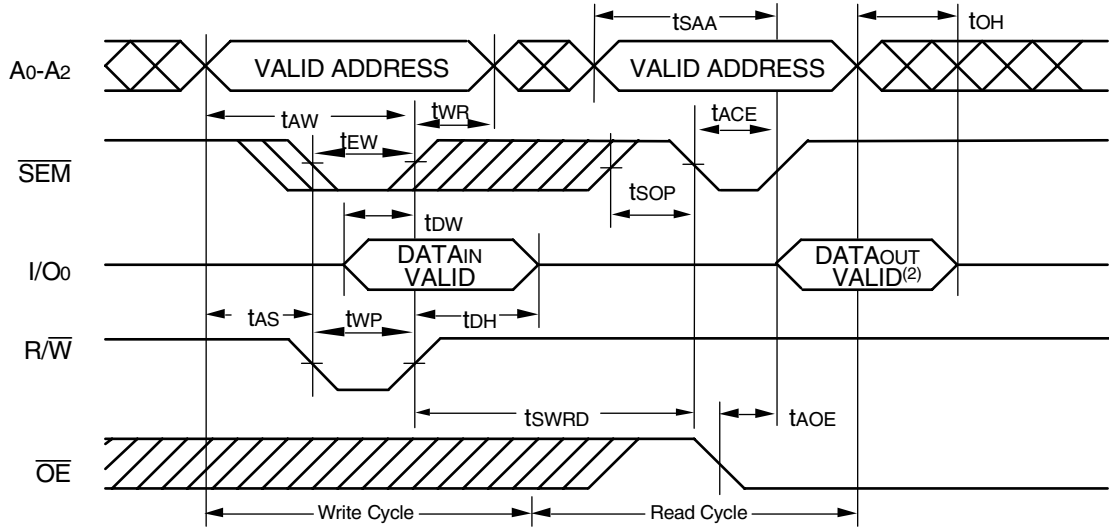 tSAA
tOH
A0-A2
VALID ADDRESS
VALID ADDRESS
tAW
tWR
tACE
tEW
SEM
tSOP
tDW
I/O0
DATAIN
VALID
DATAOUT
VALID(2)
tAS
tWP
tDH
R/W
tSWRD
tAOE
OE
Write Cycle
Read Cycle